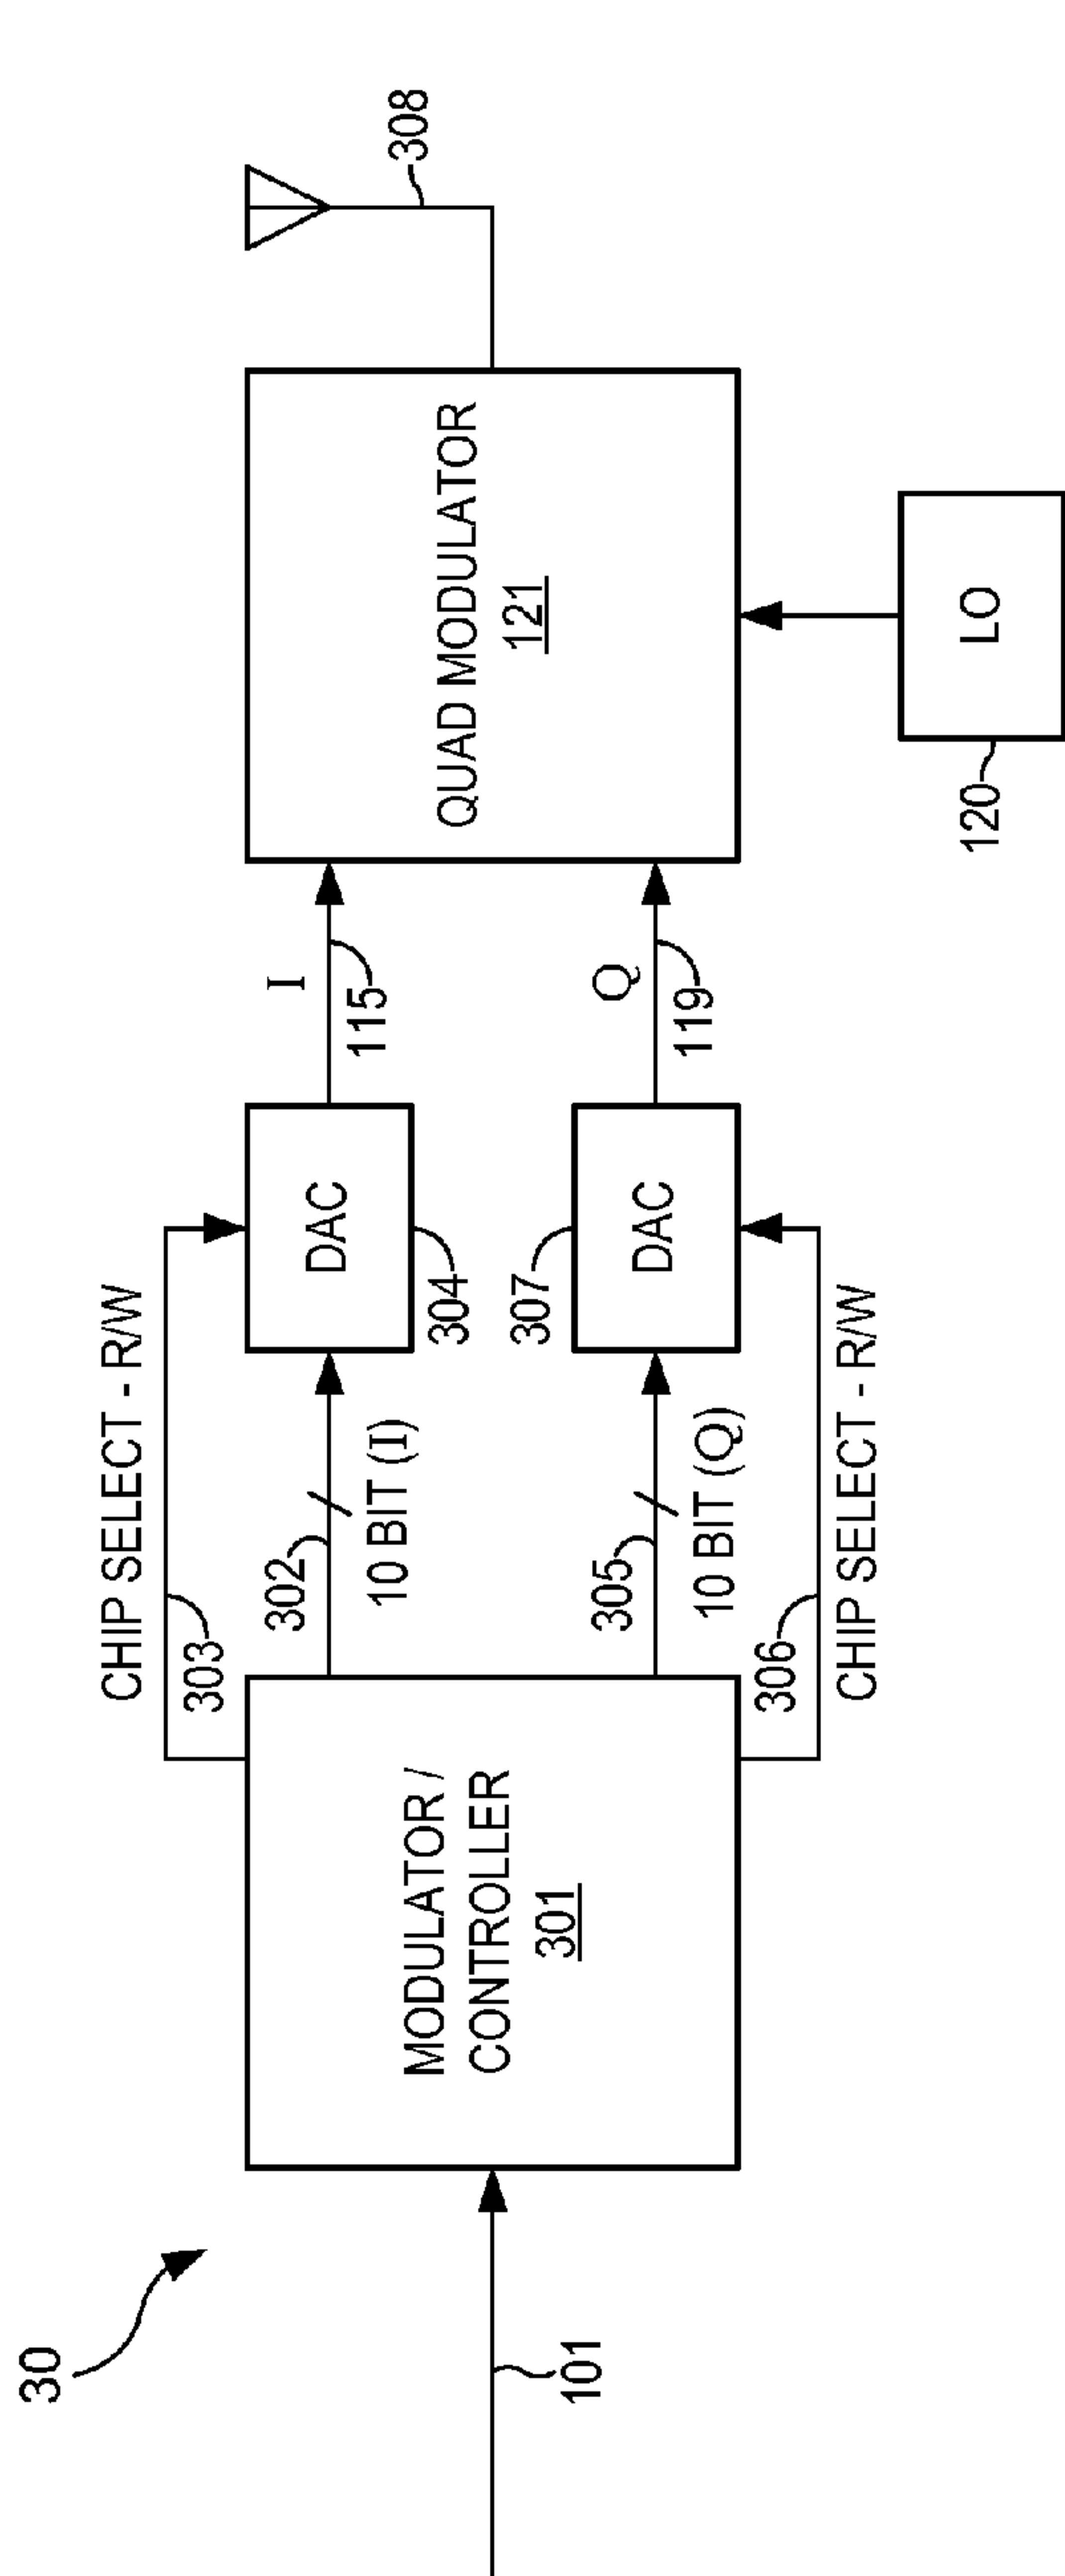 30
101
MODULATOR /
CONTROLLER
301
CHIP SELECT - R/W
303
302
10 BIT (I)
305
10 BIT (Q)
306
CHIP SELECT - R/W
DAC
304
307
DAC
I
115
Q
119
QUAD MODULATOR
121
308
LO
120